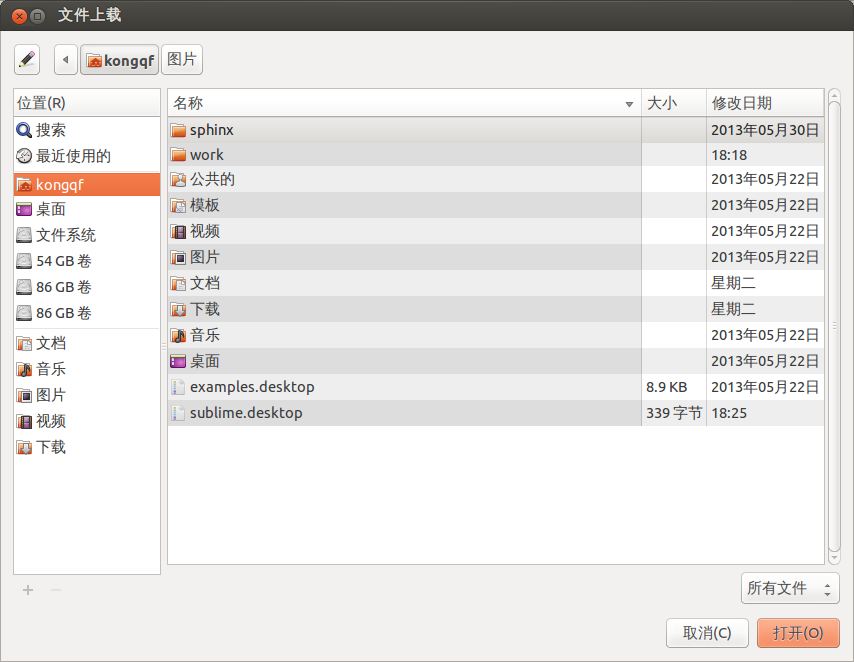 文件上载
kongqf 图片
位置(R)
搜索
最近使用的
kongqf
桌面
文件系统
54 GB 卷
86 GB 卷
86 GB 卷
文档
音乐
图片
视频
下载
名称 大小 修改日期
sphinx 2013年05月30日
work 18:18
公共的 2013年05月22日
模板 2013年05月22日
视频 2013年05月22日
图片 2013年05月22日
文档 星期二
下载 星期二
音乐 2013年05月22日
桌面 2013年05月22日
examples.desktop 8.9 KB 2013年05月22日
sublime.desktop 339 字节 18:25
所有文件
取消(C) 打开(O)